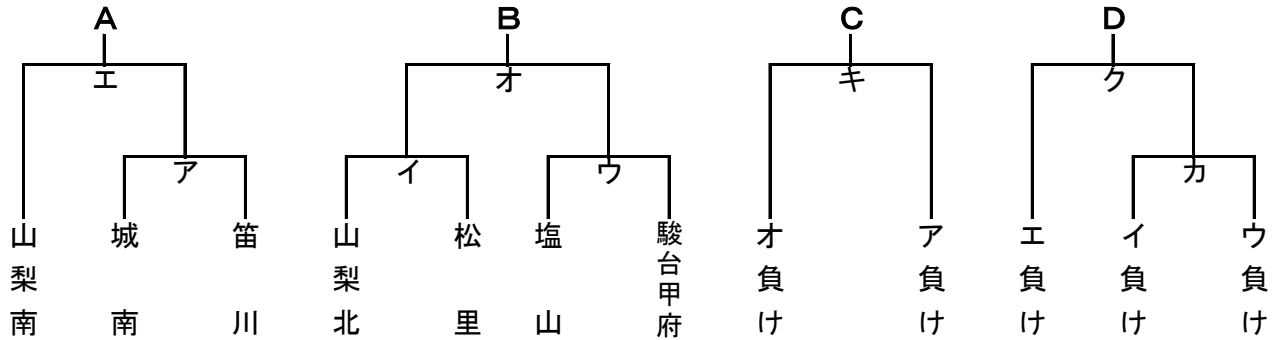 A B C D
エ オ キ ク
ア イ ウ カ
山梨南
城南
笛川
山梨北
松里
塩山
駿台甲府
オ負け
ア負け
エ負け
イ負け
ウ負け